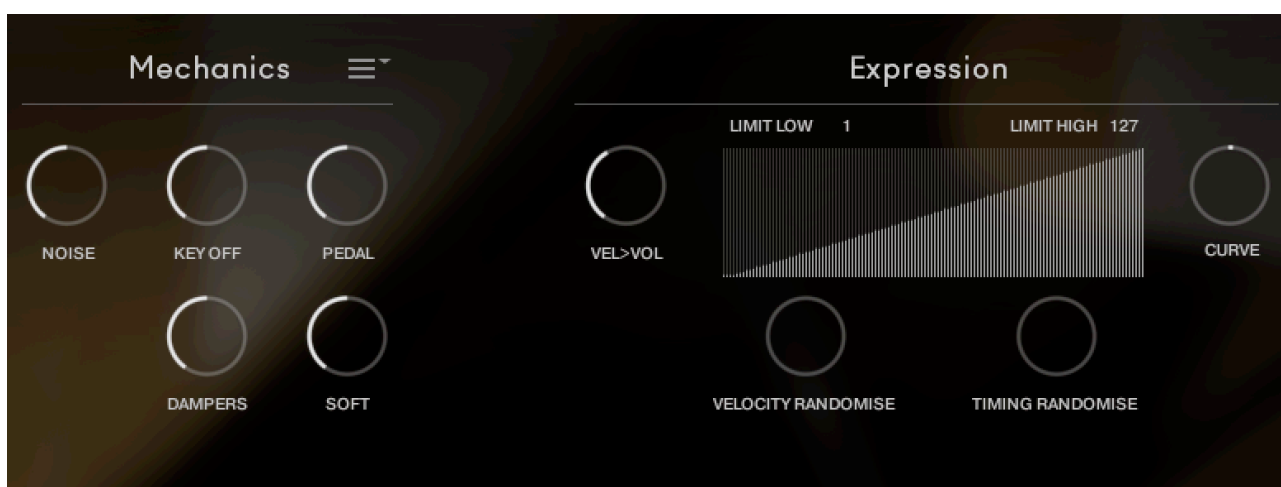 Mechanics
NOISE
KEY OFF
PEDAL
DAMPERS
SOFT
Expression
LIMIT LOW 1
LIMIT HIGH 127
VEL>VOL
CURVE
VELOCITY RANDOMISE
TIMING RANDOMISE